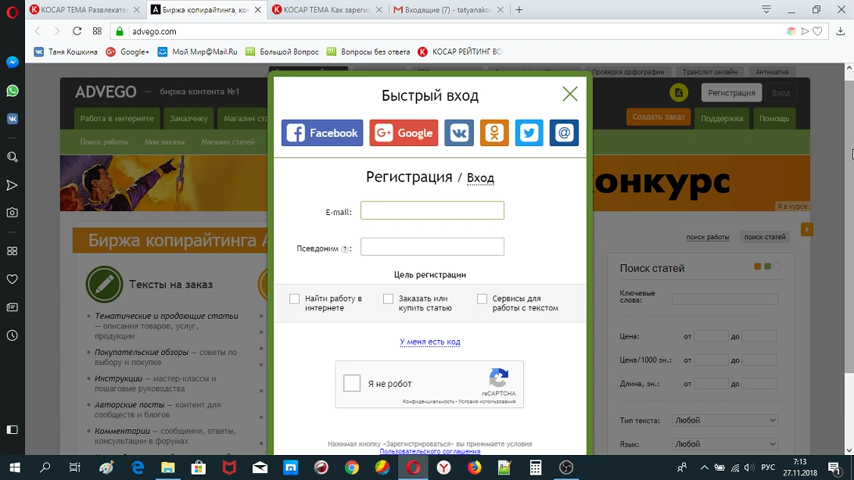 КОСАР ТЕМА Развлекат
Биржа копирайтинга, кон
КОСАР ТЕМА Как зарегис
Входящие (7) - tatyanakos
advego.com
Таня Кошкина
Google+
Мой Мир@Mail.Ru
Большой Вопрос
Вопросы без ответа
КОСАР РЕЙТИНГ ВО
Проверка орфографии
Транслит онлайн
Антиплагиат
ADVEGO — биржа контента №1
Регистрация
Вход
Работа в интернете
Заказчику
Магазин ста
Создать заказ
Поддержка
Помощь
Поиск работы
Мои заказы
Магазин статей
Быстрый вход
Facebook
Google
Регистрация / Вход
E-mail:
Псевдоним ?:
Цель регистрации
Найти работу в
интернете
Заказать или
купить статью
Сервисы для
работы с текстом
У меня есть код
Я не робот
reCAPTCHA
Конфиденциальность - Условия использования
Нажимая кнопку «Зарегистрироваться» вы принимаете условия
Пользовательского соглашения
конкурс
Я в курсе
Биржа копирайтинга A
Тексты на заказ
Тематические и продающие статьи
— описания товаров, услуг,
продукции
Покупательские обзоры — советы по
выбору и покупке
Инструкции — мастер-классы и
пошаговые руководства
Авторские посты — контент для
сообществ и блогов
Комментарии — сообщения, ответы,
консультации в форумах
поиск работы
поиск статей
Поиск статей
Ключевые
слова:
Цена: от до
Цена/1000 зн.: от до
Длина, зн.: от до
Тип текста: Любой
Язык: Любой
РУС
7:13
27.11.2018